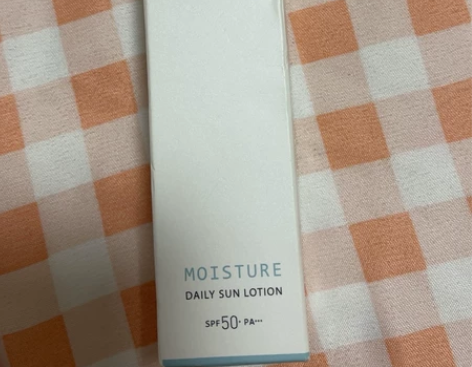 MOISTURE
DAILY SUN LOTION
SPF50+ PA+++